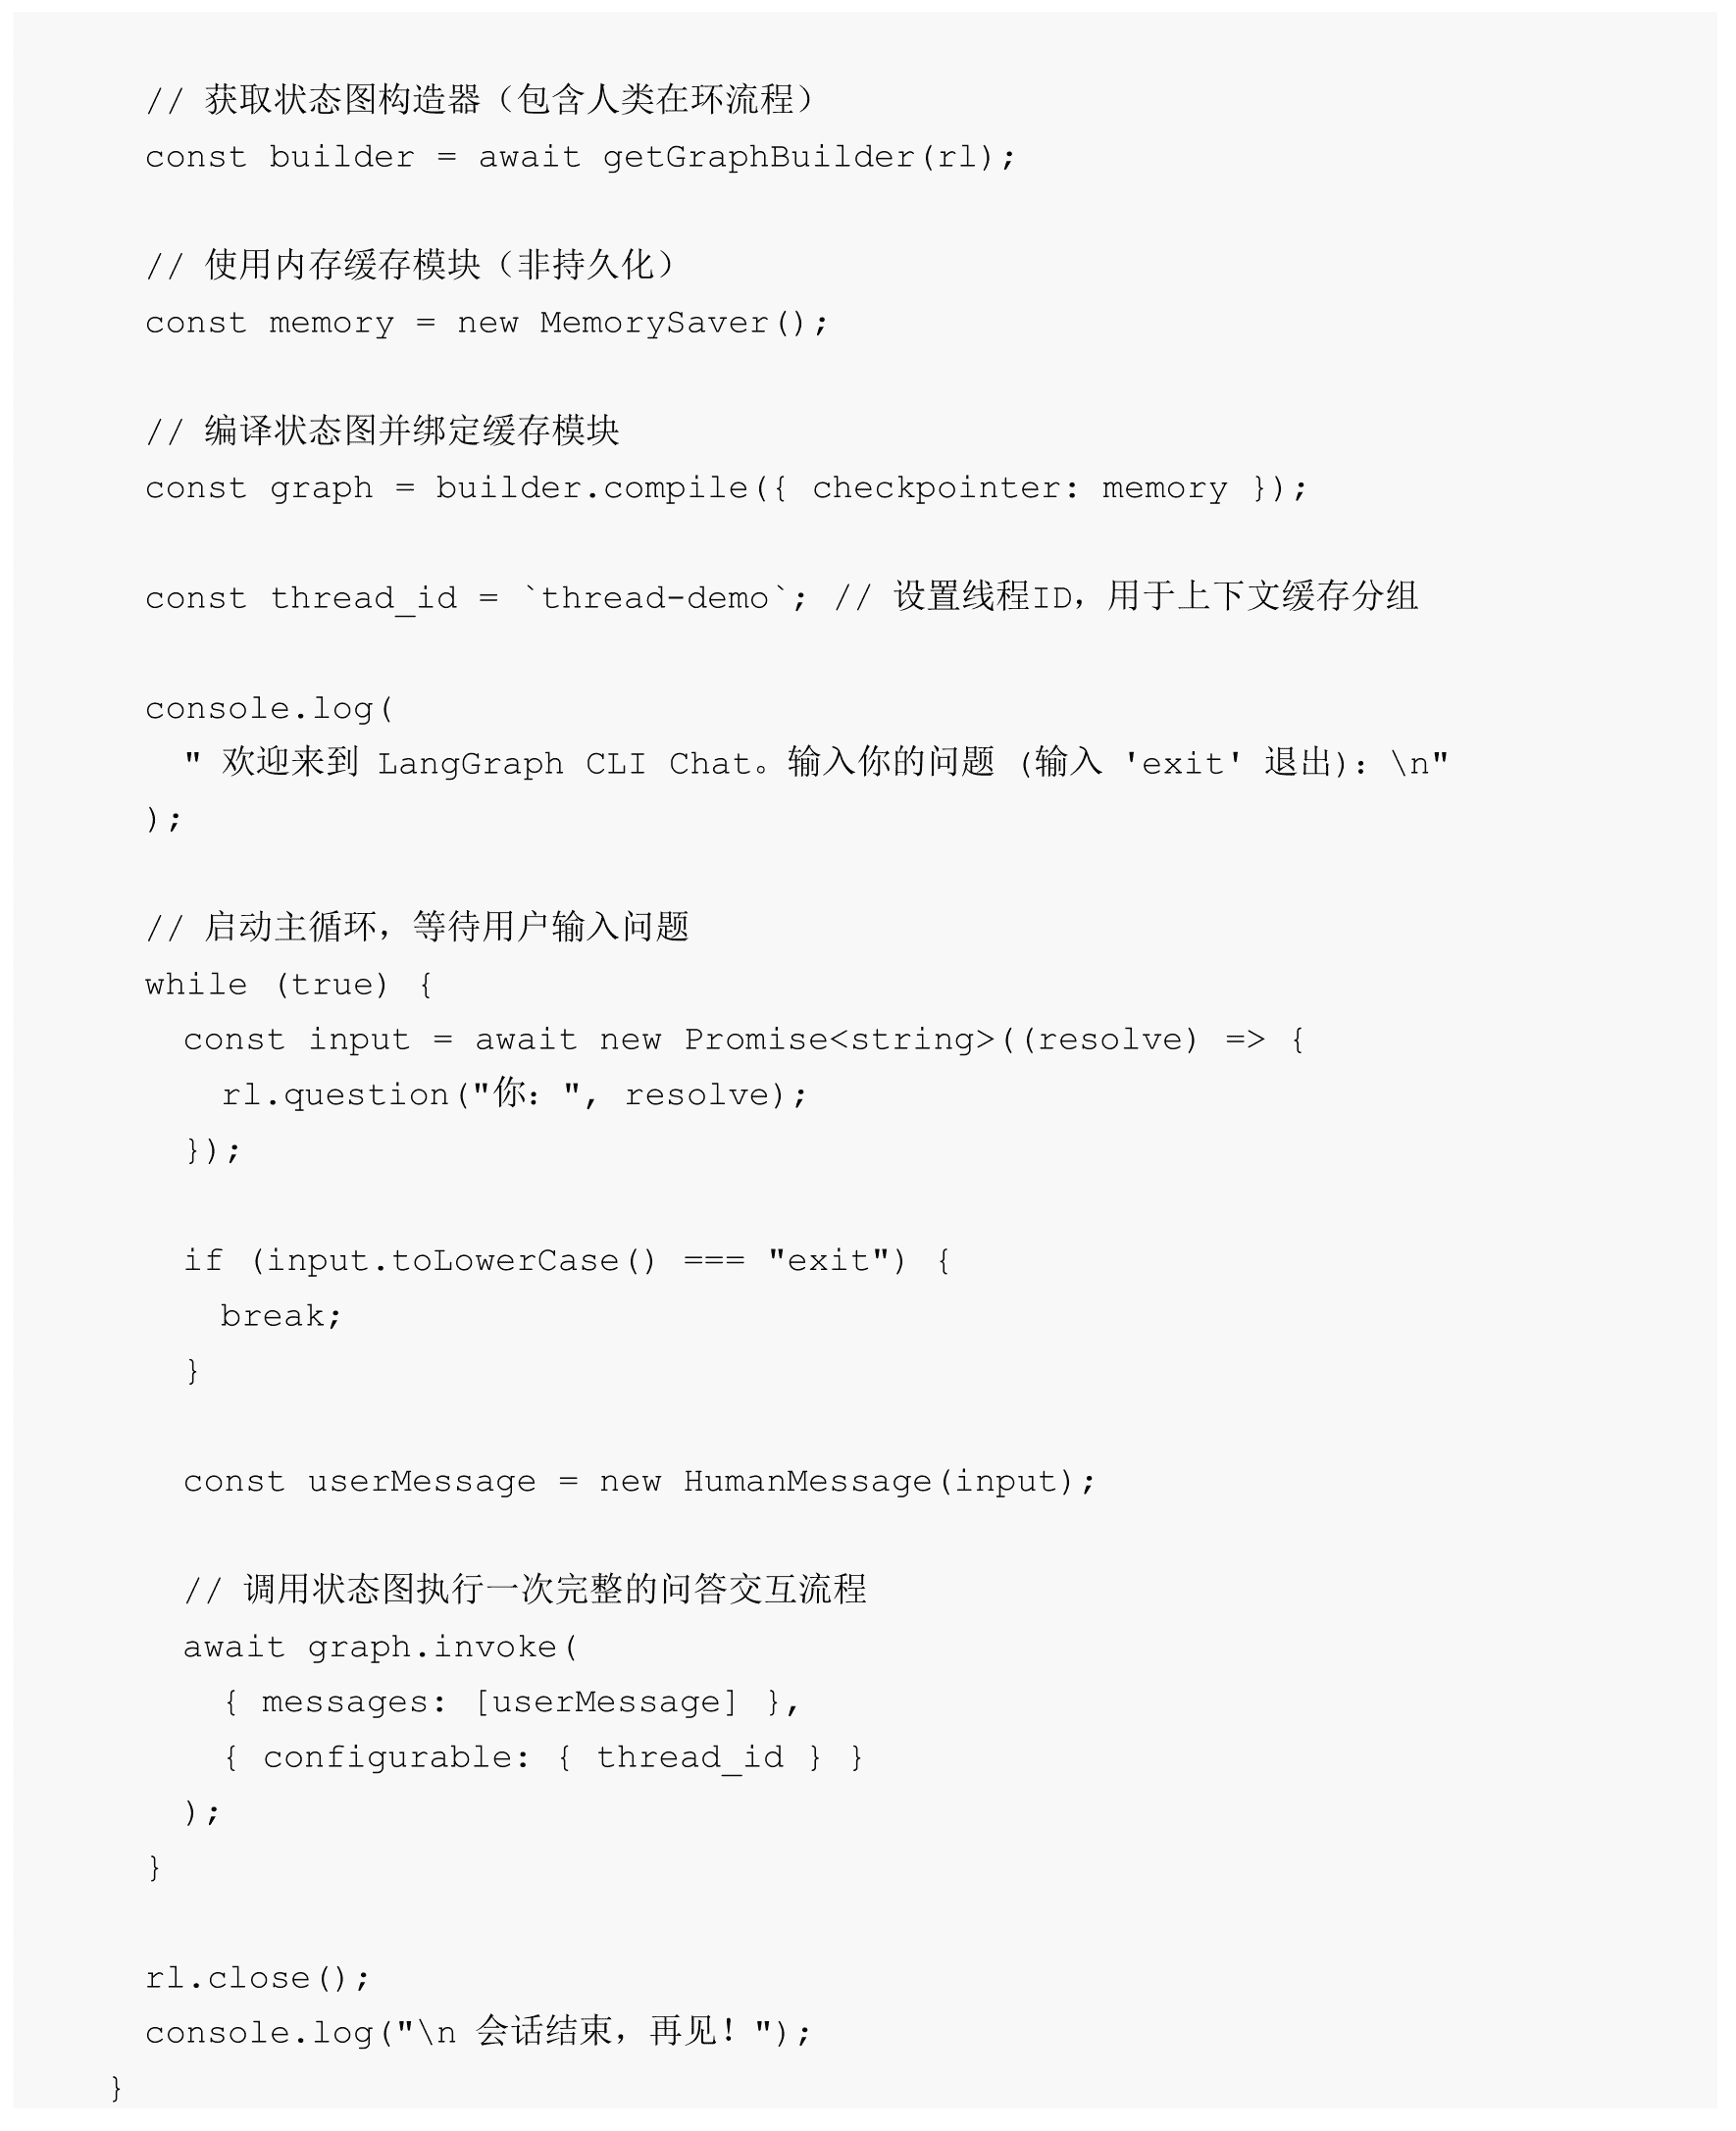 // 获取状态图构造器（包含人类在环流程）
const builder = await getGraphBuilder(rl);
// 使用内存缓存模块（非持久化）
const memory = new MemorySaver();
// 编译状态图并绑定缓存模块
const graph = builder.compile({ checkpointer: memory });
const thread_id = `thread-demo`; // 设置线程ID，用于上下文缓存分组
console.log(
" 欢迎来到 LangGraph CLI Chat。输入你的问题 (输入 'exit' 退出)：\n"
);
// 启动主循环，等待用户输入问题
while (true) {
const input = await new Promise<string>((resolve) => {
rl.question("你：", resolve);
});
if (input.toLowerCase() === "exit") {
break;
}
const userMessage = new HumanMessage(input);
// 调用状态图执行一次完整的问答交互流程
await graph.invoke(
{ messages: [userMessage] },
{ configurable: { thread_id } }
);
}
rl.close();
console.log("\n 会话结束，再见！");
}